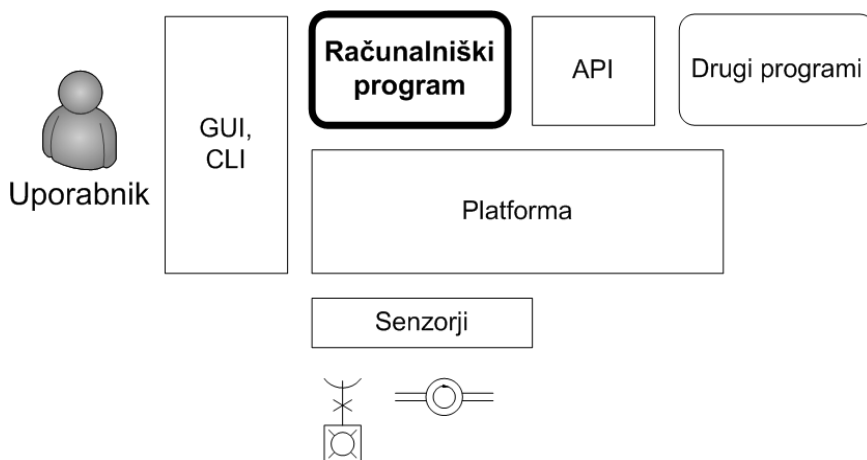 Uporabnik
GUI,
CLI
Računalniški
program
API
Drugi programi
Platforma
Senzorji